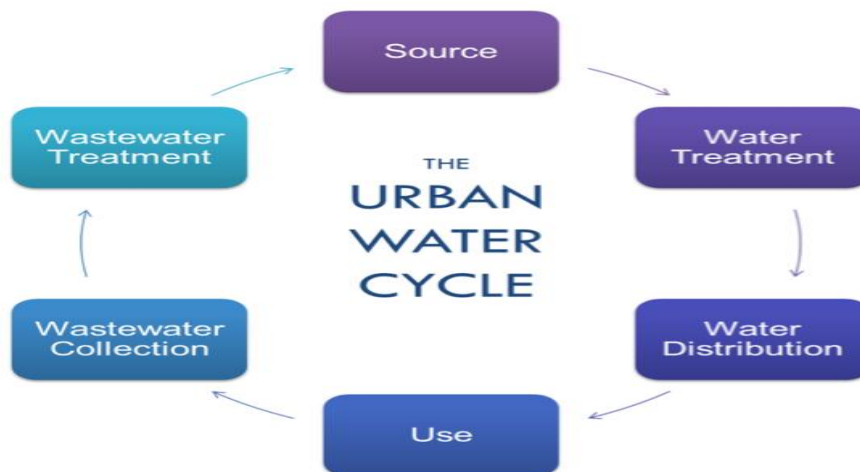 Source
Water
Treatment
Water
Distribution
Use
Wastewater
Collection
Wastewater
Treatment
THE
URBAN
WATER
CYCLE